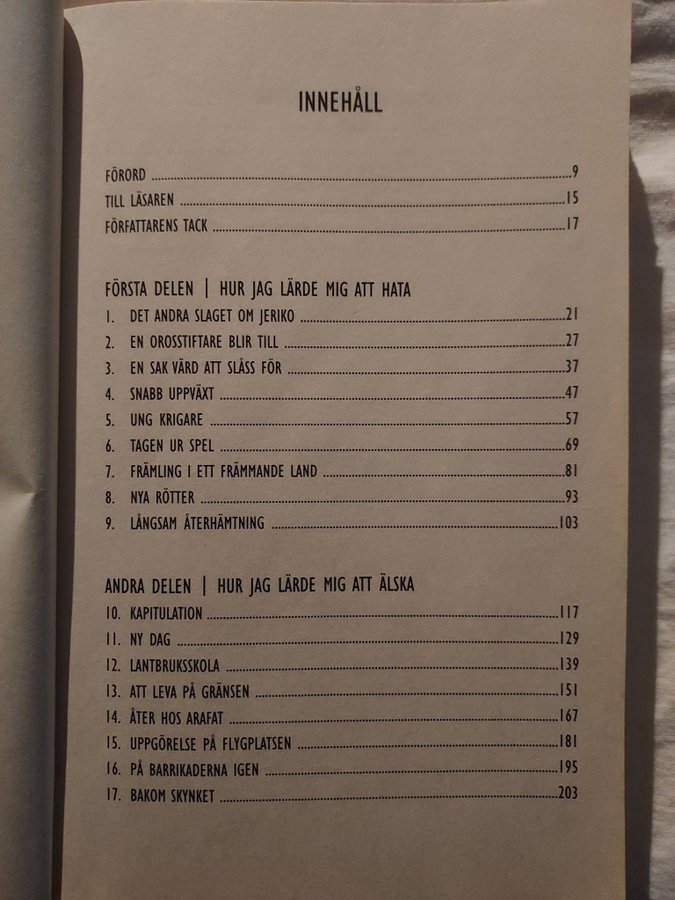 INNEHÅLL
FÖRORD ........ 9
TILL LÄSAREN ........ 15
FÖRFATTARENS TACK ........ 17
FÖRSTA DELEN | HUR JAG LÄRDE MIG ATT HATA
1. DET ANDRA SLAGET OM JERIKO ........ 21
2. EN OROSSTIFTARE BLIR TILL ........ 27
3. EN SAK VÄRD ATT SLÅSS FÖR ........ 37
4. SNABB UPPVÄXT ........ 47
5. UNG KRIGARE ........ 57
6. TAGEN UR SPEL ........ 69
7. FRÄMLING I ETT FRÄMMANDE LAND ........ 81
8. NYA RÖTTER ........ 93
9. LÅNGSAM ÅTERHÄMTNING ........ 103
ANDRA DELEN | HUR JAG LÄRDE MIG ATT ÄLSKA
10. KAPITULATION ........ 117
11. NY DAG ........ 129
12. LANTBRUKSSKOLA ........ 139
13. ATT LEVA PÅ GRÄNSEN ........ 151
14. ÅTER HOS ARAFAT ........ 167
15. UPPGÖRELSE PÅ FLYGPLATSEN ........ 181
16. PÅ BARRIKADERNA IGEN ........ 195
17. BAKOM SKYNKET ........ 203